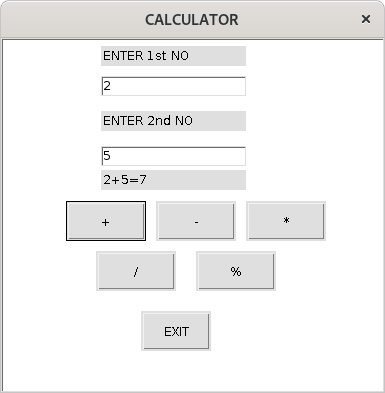 CALCULATOR ×
ENTER 1st NO
2
ENTER 2nd NO
5
2+5=7
+ - *
/ %
EXIT